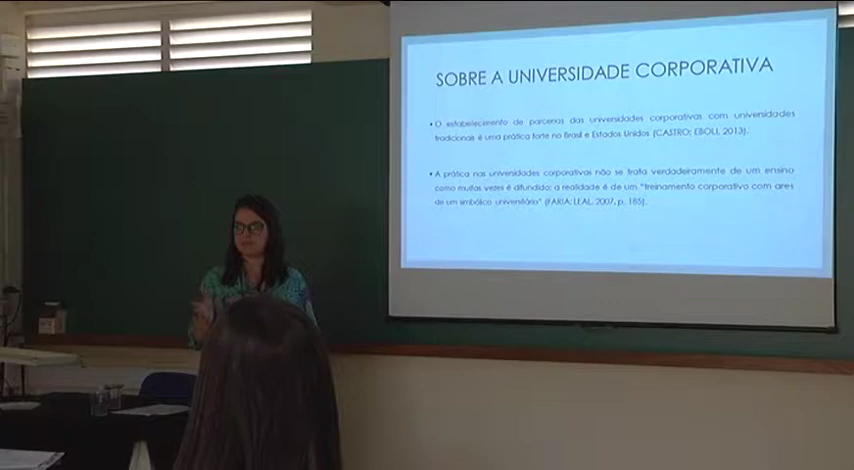 SOBRE A UNIVERSIDADE CORPORATIVA
• O estabelecimento de parcerias das universidades corporativas com universidades
tradicionais é uma prática forte no Brasil e Estados Unidos (CASTRO; EBOLI, 2013).
• A prática nas universidades corporativas não se trata verdadeiramente de um ensino
como muitas vezes é difundido; a realidade é de um "treinamento corporativo com ares
de um simbólico universitário" (FARIA; LEAL, 2007, p. 185).